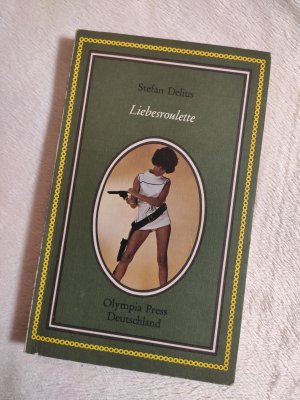 Stefan Delius
Liebesroulette
Olympia Press
Deutschland